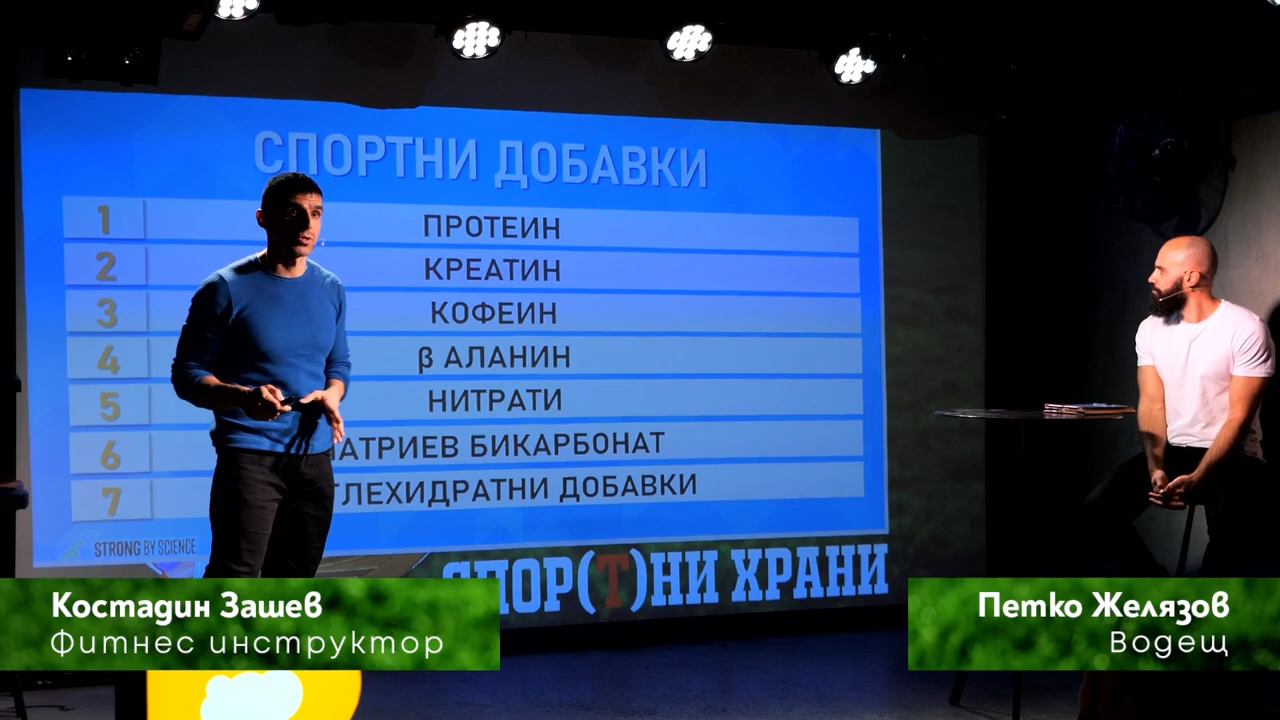 СПОРТНИ ДОБАВКИ
1 ПРОТЕИН
2 КРЕАТИН
3 КОФЕИН
4 β АЛАНИН
5 НИТРАТИ
6 АТРИЕВ БИКАРБОНАТ
7 ГЛЕХИДРАТНИ ДОБАВКИ
STRONG BY SCIENCE
СПОР(Т)НИ ХРАНИ
Костадин Зашев
Фитнес инструктор
Петко Желязов
Водещ